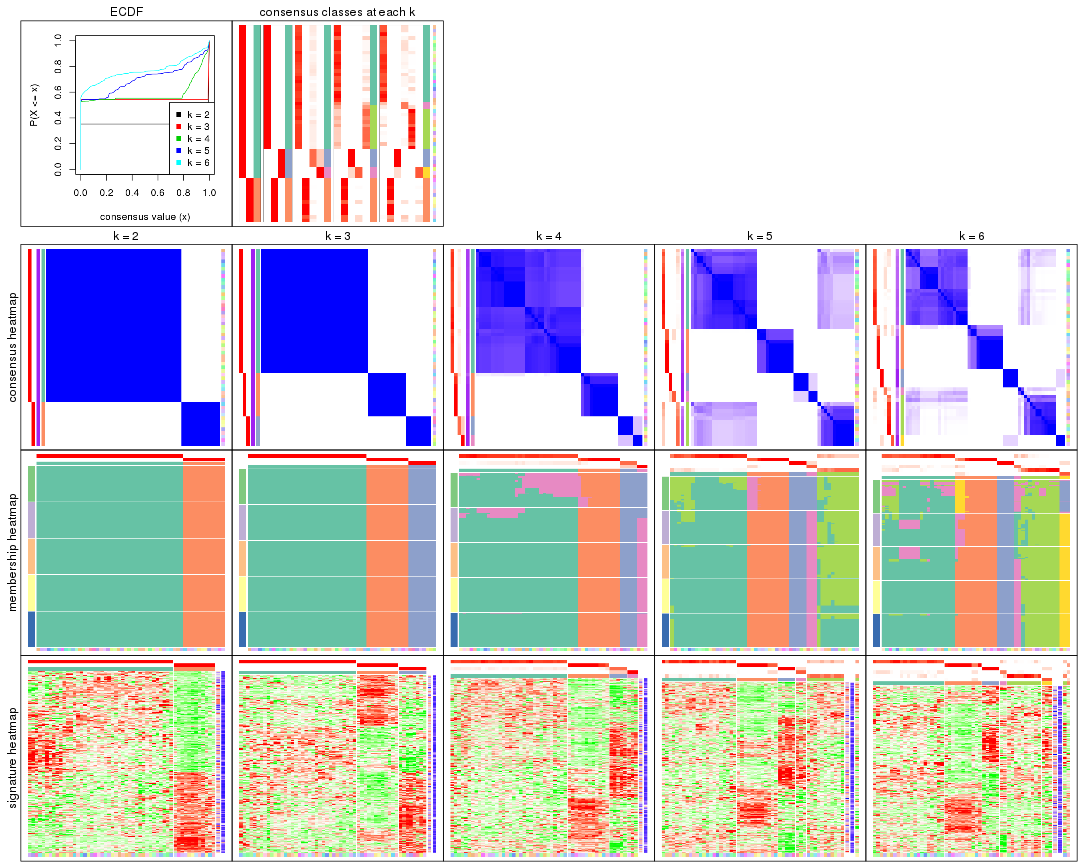 ECDF
consensus classes at each k
P(X <= x)
1.0
0.8
0.6
0.4
0.2
0.0
k = 2
k = 3
k = 4
k = 5
k = 6
0.0 0.2 0.4 0.6 0.8 1.0
consensus value (x)
k = 2
k = 3
k = 4
k = 5
k = 6
consensus heatmap
membership heatmap
signature heatmap